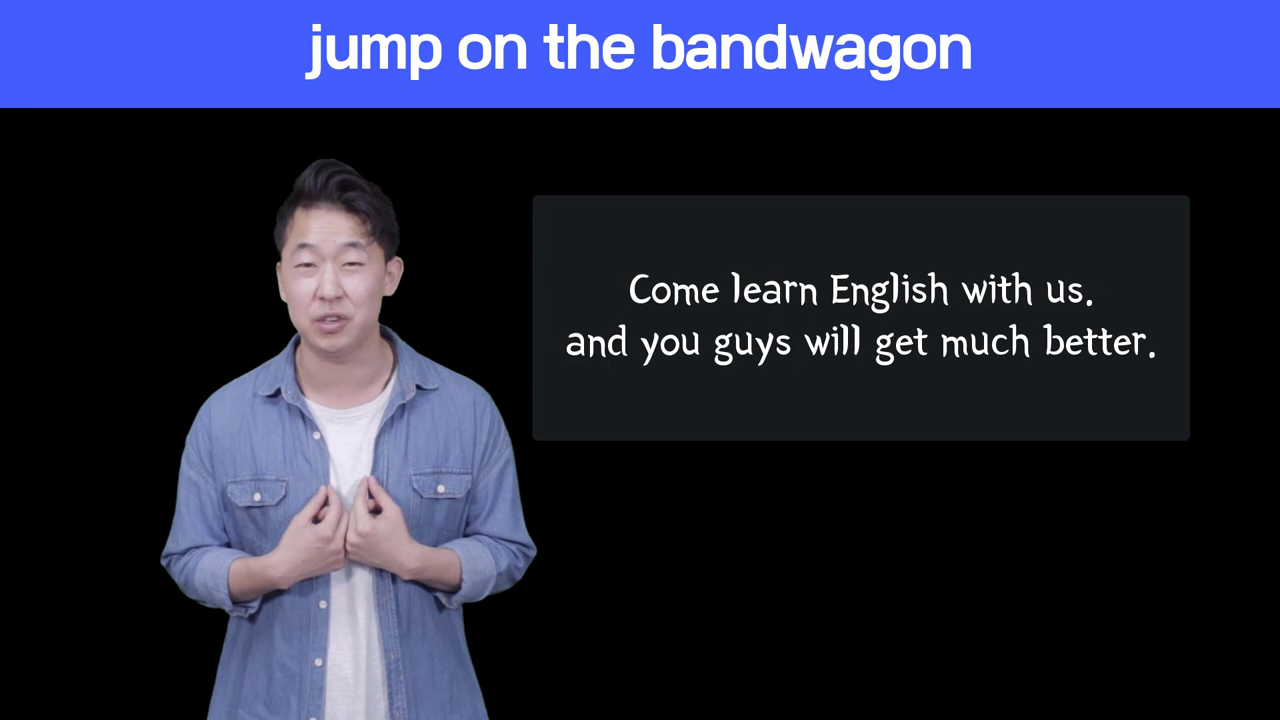 jump on the bandwagon
Come learn English with us.
and you guys will get much better.